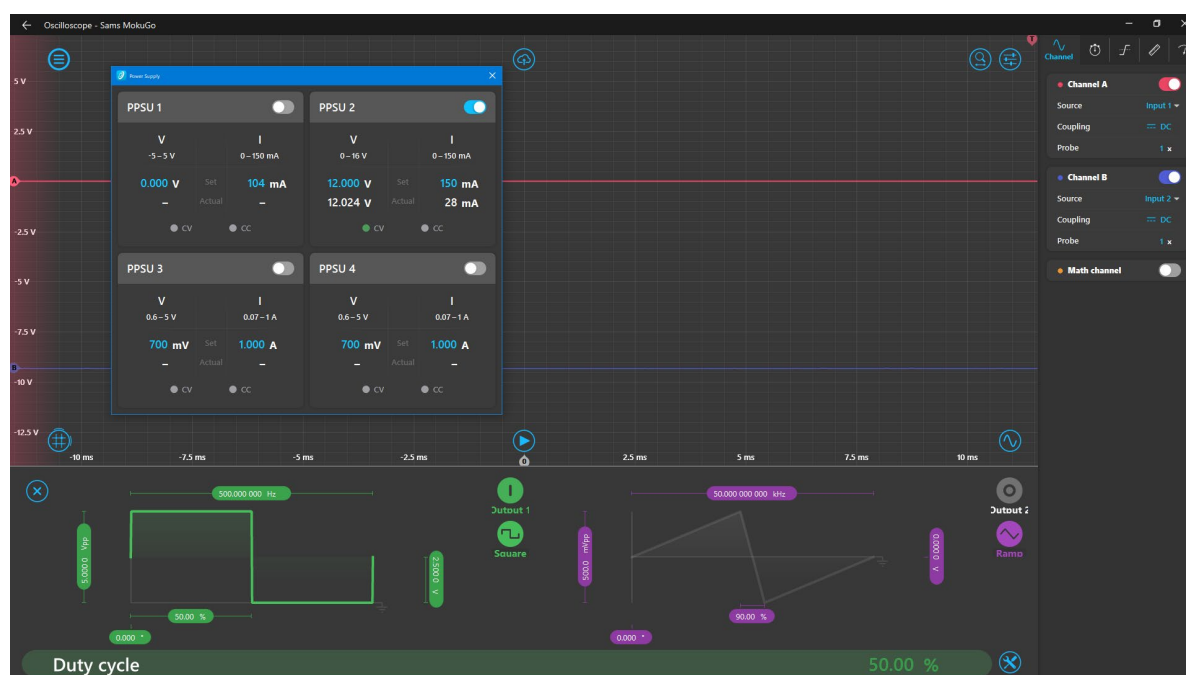 Oscilloscope - Sams MokuGo
T
Channel
Power Supply
5 V
2.5 V
A
-2.5 V
-5 V
-7.5 V
B
-10 V
-12.5 V
PPSU 1
V
I
-5 – 5 V
0 – 150 mA
0.000 V Set 104 mA
– Actual –
CV CC
PPSU 2
V
I
0 – 16 V
0 – 150 mA
12.000 V Set 150 mA
12.024 V Actual 28 mA
CV CC
PPSU 3
V
I
0.6 – 5 V
0.07 – 1 A
700 mV Set 1.000 A
– Actual –
CV CC
PPSU 4
V
I
0.6 – 5 V
0.07 – 1 A
700 mV Set 1.000 A
– Actual –
CV CC
Channel A
Source Input 1
Coupling DC
Probe 1 x
Channel B
Source Input 2
Coupling DC
Probe 1 x
Math channel
-10 ms -7.5 ms -5 ms -2.5 ms 0 2.5 ms 5 ms 7.5 ms 10 ms
500.000 000 Hz
5.000 0 Vpp
2.500 0 V
50.00 %
0.000 °
Output 1
Square
50.000 000 000 kHz
500.0 mVpp
0.000 0 V
90.00 %
0.000 °
Output 2
Ramp
Duty cycle 50.00 %